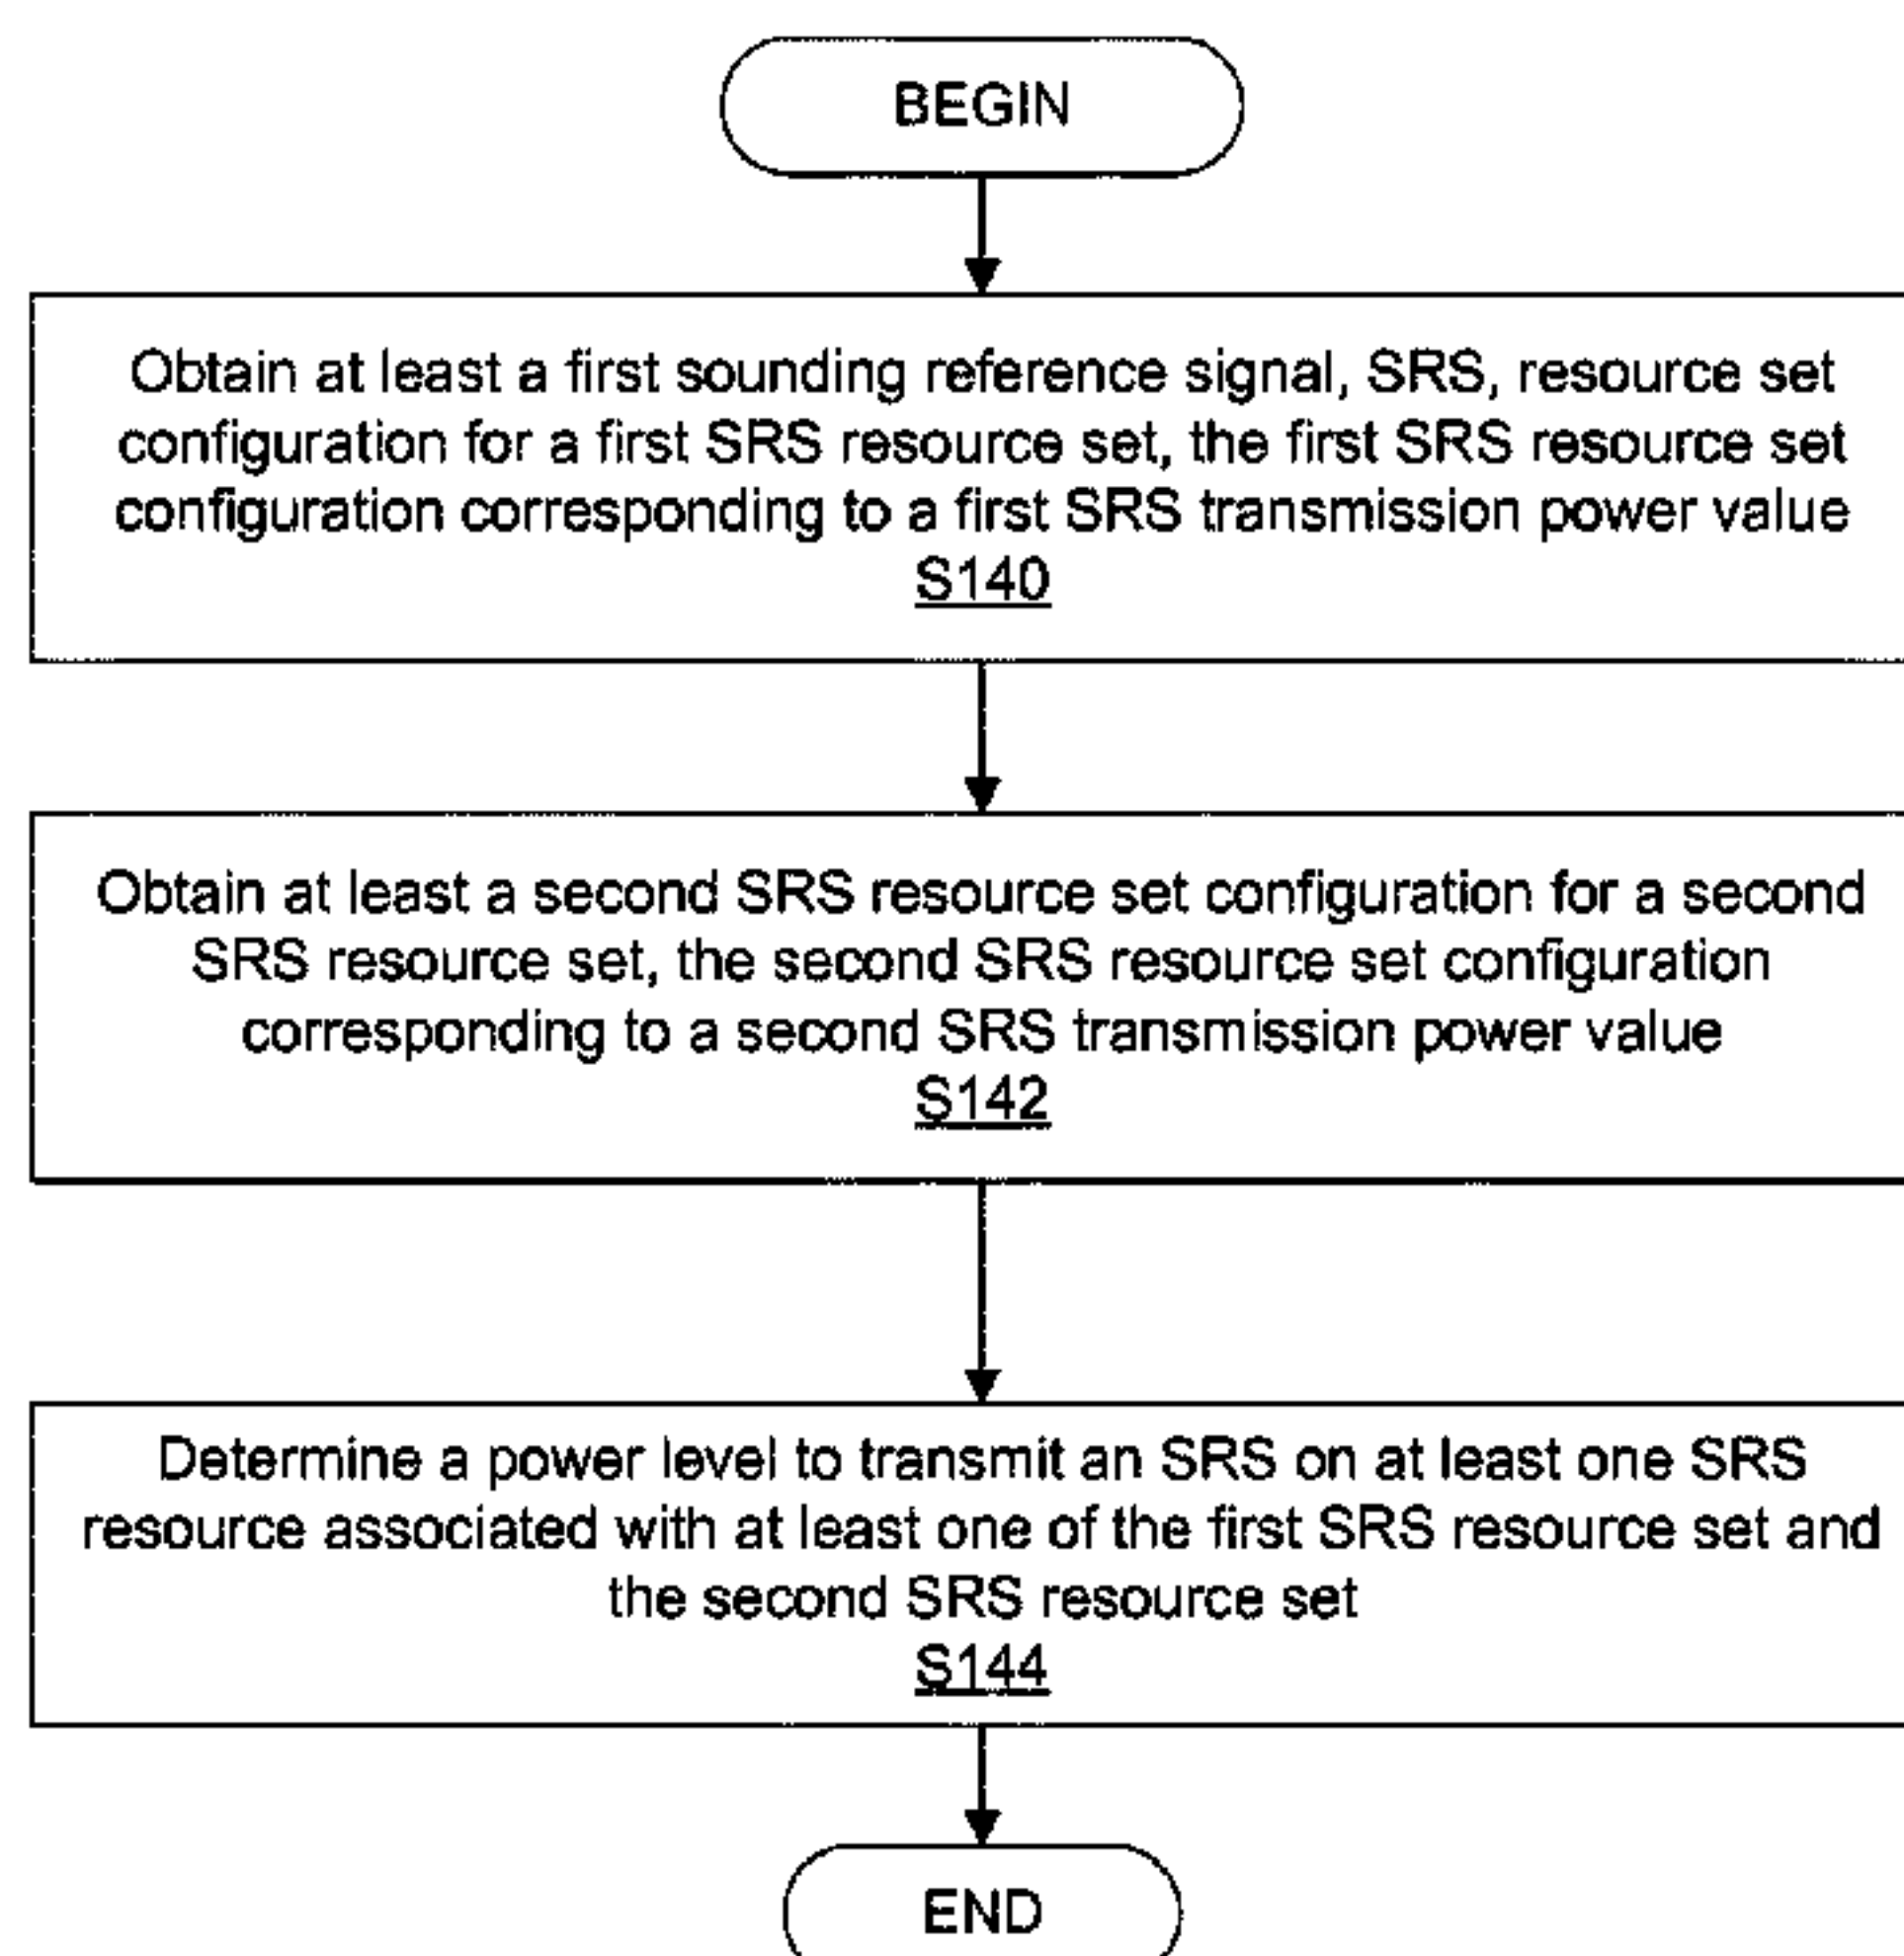 BEGIN
Obtain at least a first sounding reference signal, SRS, resource set
configuration for a first SRS resource set, the first SRS resource set
configuration corresponding to a first SRS transmission power value
S140
Obtain at least a second SRS resource set configuration for a second
SRS resource set, the second SRS resource set configuration
corresponding to a second SRS transmission power value
S142
Determine a power level to transmit an SRS on at least one SRS
resource associated with at least one of the first SRS resource set and
the second SRS resource set
S144
END